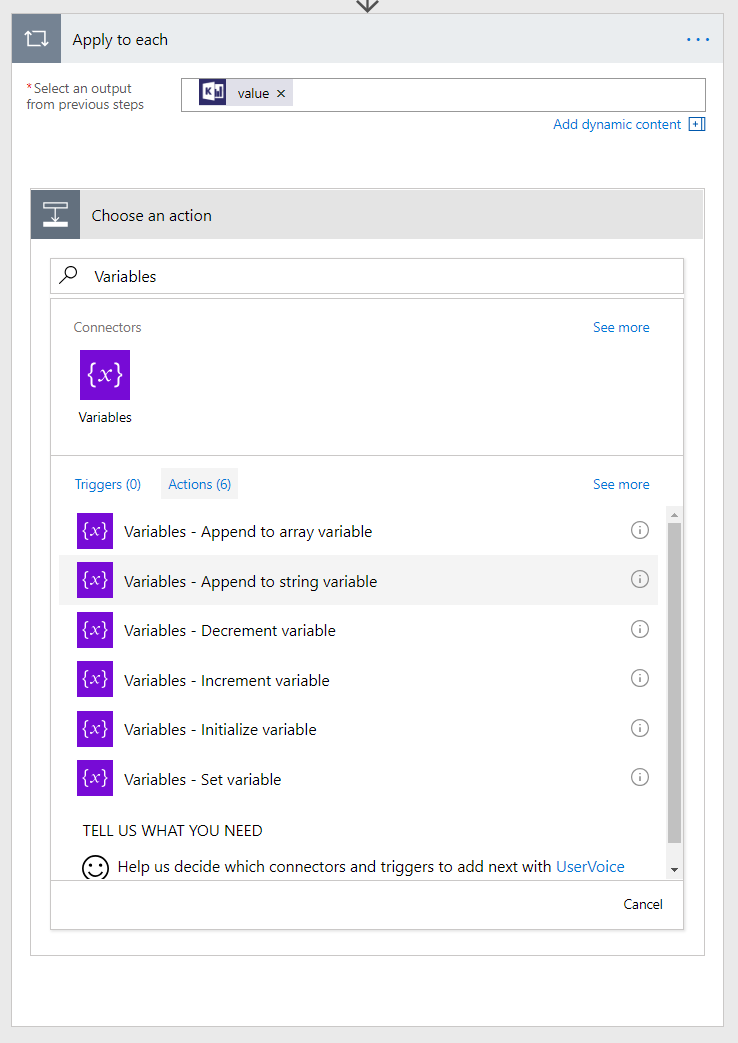 Apply to each
* Select an output
from previous steps
value ×
Add dynamic content
Choose an action
Variables
Connectors
See more
{x}
Variables
Triggers (0)
Actions (6)
See more
{x} Variables - Append to array variable
{x} Variables - Append to string variable
{x} Variables - Decrement variable
{x} Variables - Increment variable
{x} Variables - Initialize variable
{x} Variables - Set variable
TELL US WHAT YOU NEED
Help us decide which connectors and triggers to add next with UserVoice
Cancel